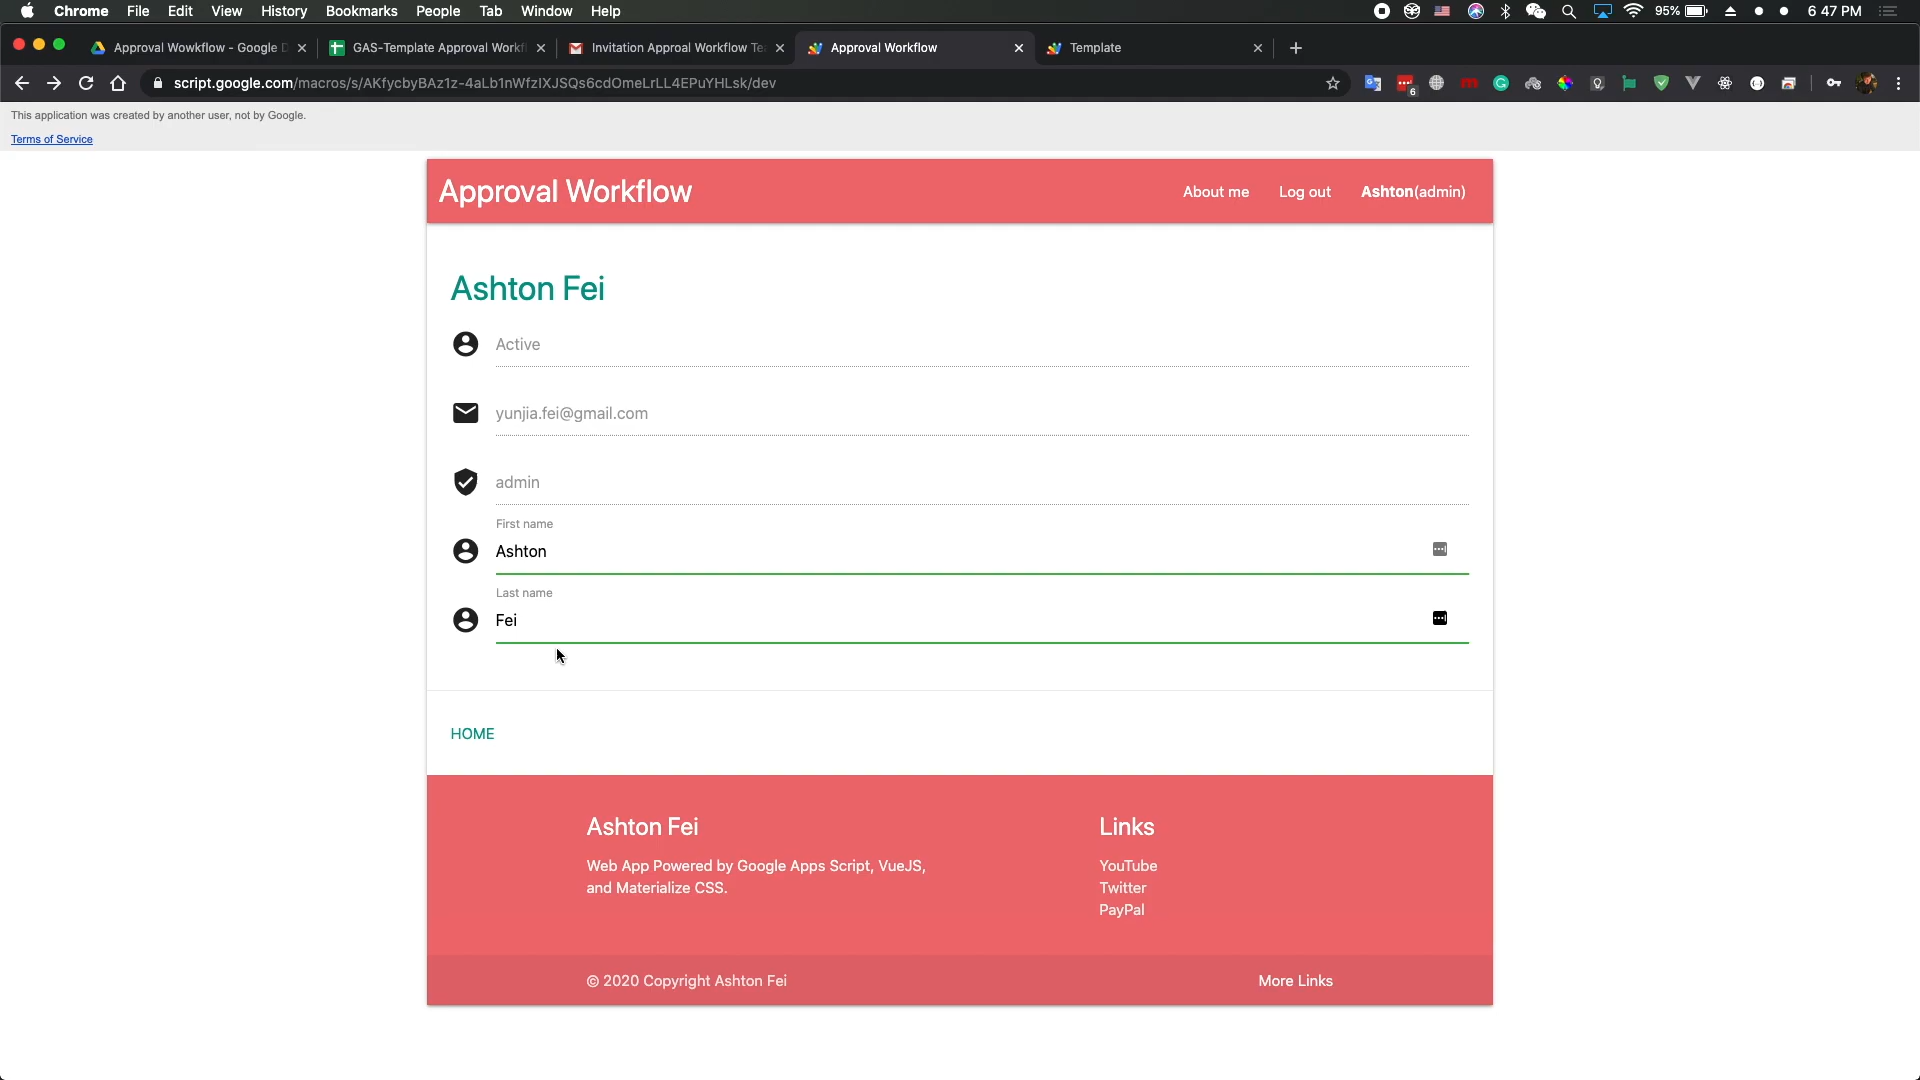 Chrome File Edit View History Bookmarks People Tab Window Help 95% 6 47 PM
Approval Wowkflow - Google D GAS-Template Approval Workfl Invitation Approal Workflow Te Approval Workflow Template
script.google.com/macros/s/AKfycbyBAz1z-4aLb1nWfzIXJSQs6cdOmeLrLL4EPuYHLsk/dev 6
This application was created by another user, not by Google.
Terms of Service
Approval Workflow About me Log out Ashton(admin)
Ashton Fei
Active
yunjia.fei@gmail.com
admin
First name
Ashton
Last name
Fei
HOME
Ashton Fei Links
Web App Powered by Google Apps Script, VueJS, YouTube
and Materialize CSS. Twitter
PayPal
© 2020 Copyright Ashton Fei More Links